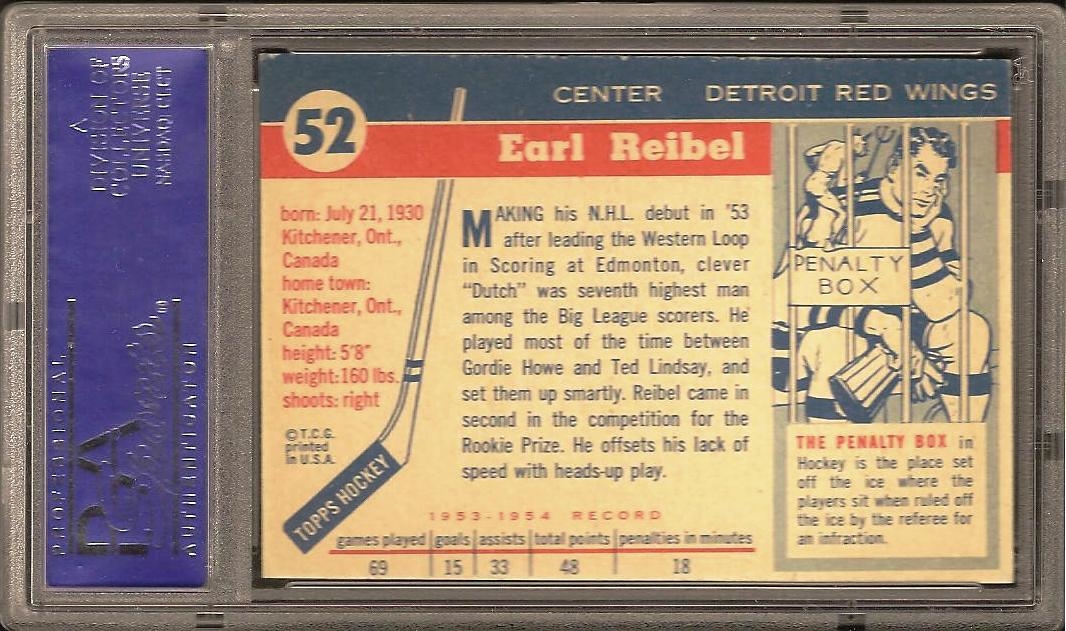 A
DIVISION OF
COLLECTORS
UNIVERSE
NASDAQ: CLCT
PROFESSIONAL
PSA
AUTHENTICATOR
52
CENTER DETROIT RED WINGS
Earl Reibel
born: July 21, 1930
Kitchener, Ont.,
Canada
home town:
Kitchener, Ont.,
Canada
height: 5'8"
weight: 160 lbs.
shoots: right
© T.C.G.
printed
in U.S.A.
TOPPS HOCKEY
MAKING his N.H.L. debut in '53
after leading the Western Loop
in Scoring at Edmonton, clever
"Dutch" was seventh highest man
among the Big League scorers. He
played most of the time between
Gordie Howe and Ted Lindsay, and
set them up smartly. Reibel came in
second in the competition for the
Rookie Prize. He offsets his lack of
speed with heads-up play.
PENALTY
BOX
THE PENALTY BOX in
Hockey is the place set
off the ice where the
players sit when ruled off
the ice by the referee for
an infraction.
1953-1954 RECORD
games played goals assists total points penalties in minutes
69 15 33 48 18